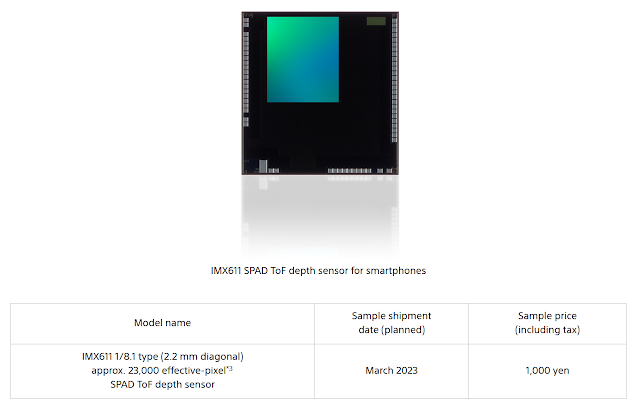 IMX611 SPAD ToF depth sensor for smartphones
Model name
Sample shipment
date (planned)
Sample price
(including tax)
IMX611 1/8.1 type (2.2 mm diagonal)
approx. 23,000 effective-pixel*3
SPAD ToF depth sensor
March 2023
1,000 yen